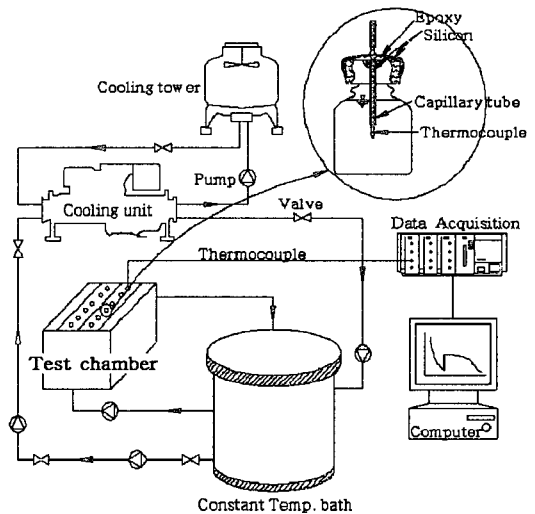 Epoxy
Silicon
Cooling tower
Capillary tube
Thermocouple
Pump
Cooling unit
Valve
Data Acquisition
Thermocouple
Test chamber
Computer
Constant Temp. bath